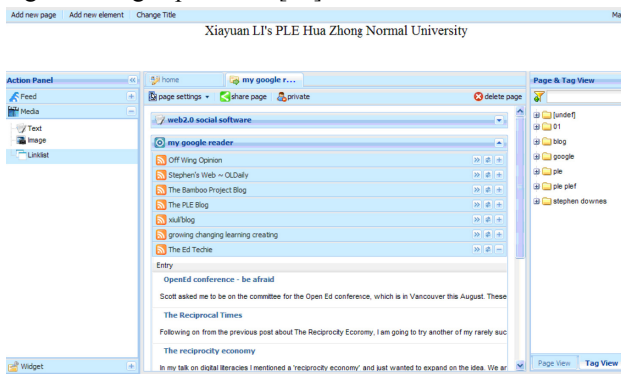 Add new page Add new element Change Title Ma
Xiayuan LI's PLE Hua Zhong Normal University
Action Panel
Feed
Media
Text
Image
Linklist
Widget
home my google r...
page settings share page private delete page
web2.0 social software
my google reader
Off Wing Opinion
Stephen's Web ~ OLDaily
The Bamboo Project Blog
The PLE Blog
xiuli'blog
growing changing learning creating
The Ed Techie
Entry
OpenEd conference - be afraid
Scott asked me to be on the committee for the Open Ed conference, which is in Vancouver this August. These
The Reciprocal Times
Following on from the previous post about The Reciprocity Economy, I am going to try another of my rarely suc
The reciprocity economy
In my talk on digital literacies I mentioned a 'reciprocity economy' and just wanted to expand on the idea. We ar
Page & Tag View
[undef]
01
blog
google
ple
ple plef
stephen downes
Page View Tag View